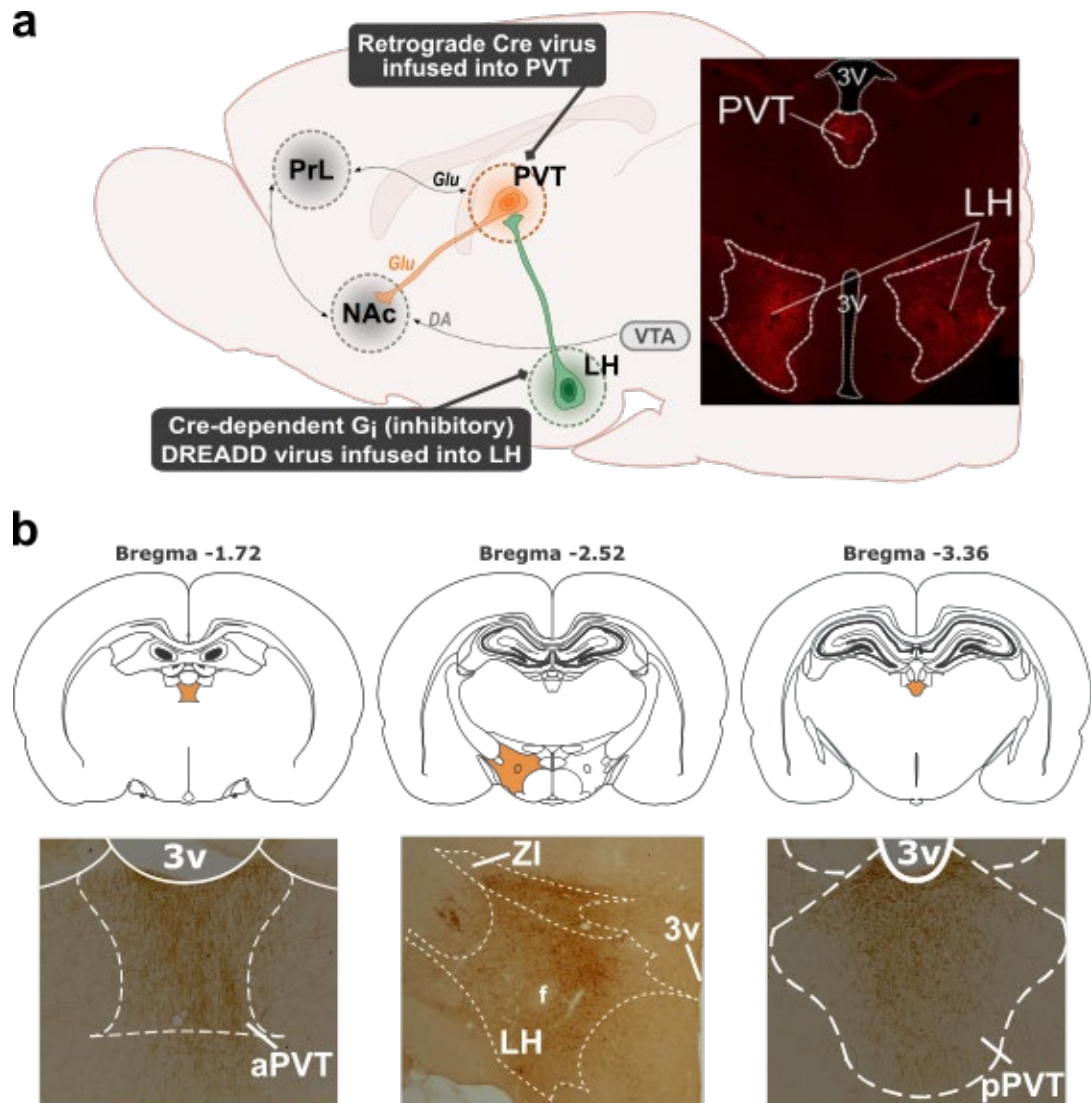 a
Retrograde Cre virus
infused into PVT
PrL
Glu
PVT
Glu
NAc
DA
VTA
LH
Cre-dependent Gi (inhibitory)
DREADD virus infused into LH
3V
PVT
LH
3V
b
Bregma -1.72
Bregma -2.52
Bregma -3.36
3v
aPVT
ZI
3v
f
LH
3v
pPVT